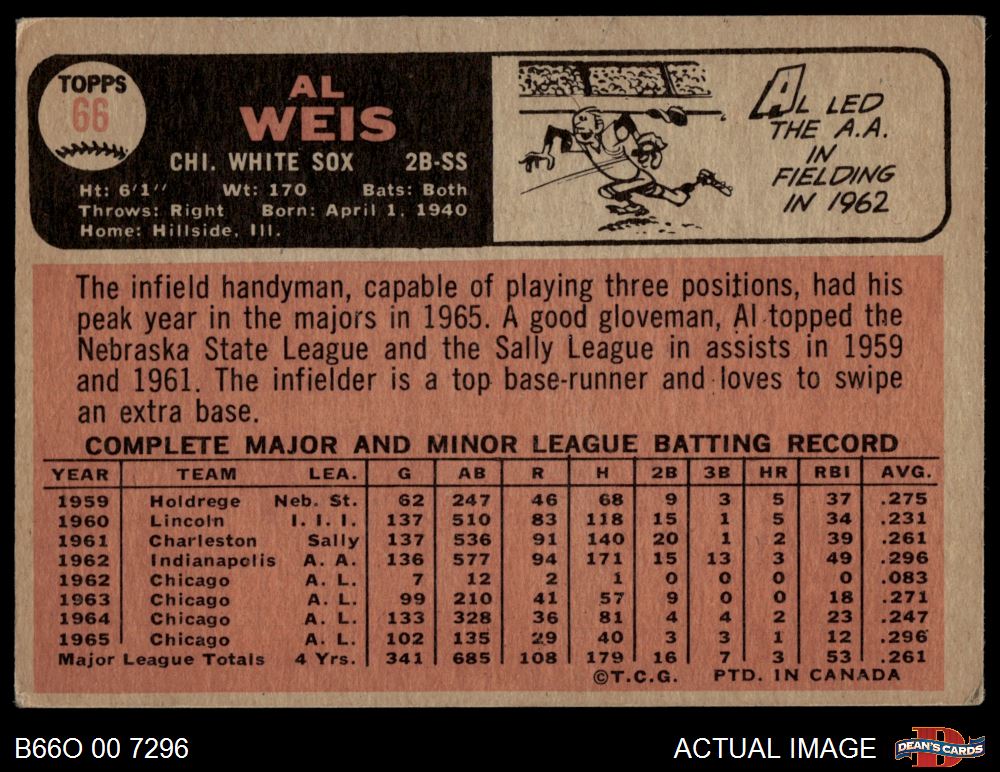 TOPPS
66
AL
WEIS
CHI. WHITE SOX 2B-SS
Ht: 6'1" Wt: 170 Bats: Both
Throws: Right Born: April 1, 1940
Home: Hillside, Ill.
AL LED
THE A.A.
IN
FIELDING
IN 1962
The infield handyman, capable of playing three positions, had his
peak year in the majors in 1965. A good gloveman, Al topped the
Nebraska State League and the Sally League in assists in 1959
and 1961. The infielder is a top base-runner and loves to swipe
an extra base.
COMPLETE MAJOR AND MINOR LEAGUE BATTING RECORD
YEAR TEAM LEA. G AB R H 2B 3B HR RBI AVG.
1959 Holdrege Neb. St. 62 247 46 68 9 3 5 37 .275
1960 Lincoln I. I. I. 137 510 83 118 15 1 5 34 .231
1961 Charleston Sally 137 536 91 140 20 1 2 39 .261
1962 Indianapolis A. A. 136 577 94 171 15 13 3 49 .296
1962 Chicago A. L. 7 12 2 1 0 0 0 0 .083
1963 Chicago A. L. 99 210 41 57 9 0 0 18 .271
1964 Chicago A. L. 133 328 36 81 4 4 2 23 .247
1965 Chicago A. L. 102 135 29 40 3 3 1 12 .296
Major League Totals 4 Yrs. 341 685 108 179 16 7 3 53 .261
©T.C.G. PTD. IN CANADA
B66O 00 7296 ACTUAL IMAGE DEAN'S CARDS